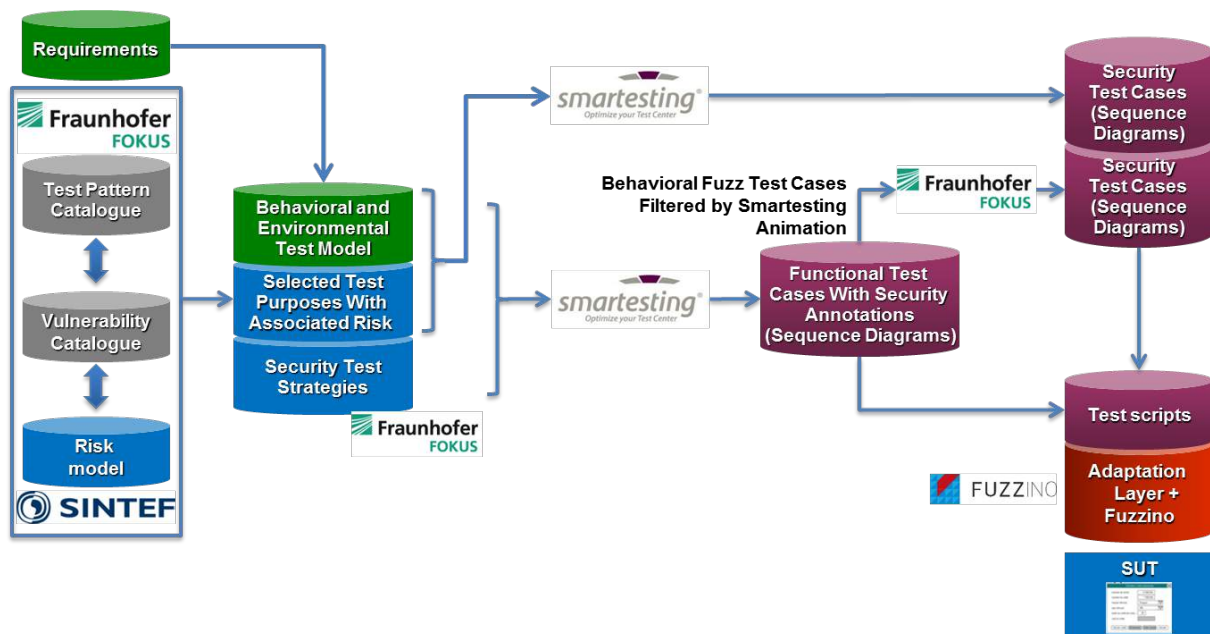 Requirements
Fraunhofer
FOKUS
Test Pattern
Catalogue
Vulnerability
Catalogue
Risk
model
SINTEF
Behavioral and
Environmental
Test Model
Selected Test
Purposes With
Associated Risk
Security Test
Strategies
Fraunhofer
FOKUS
smartesting®
Optimize your Test Center
smartesting®
Optimize your Test Center
Behavioral Fuzz Test Cases
Filtered by Smartesting
Animation
Fraunhofer
FOKUS
Functional Test
Cases With Security
Annotations
(Sequence Diagrams)
Security
Test Cases
(Sequence
Diagrams)
Security
Test Cases
(Sequence
Diagrams)
Test scripts
FUZZINO
Adaptation
Layer +
Fuzzino
SUT